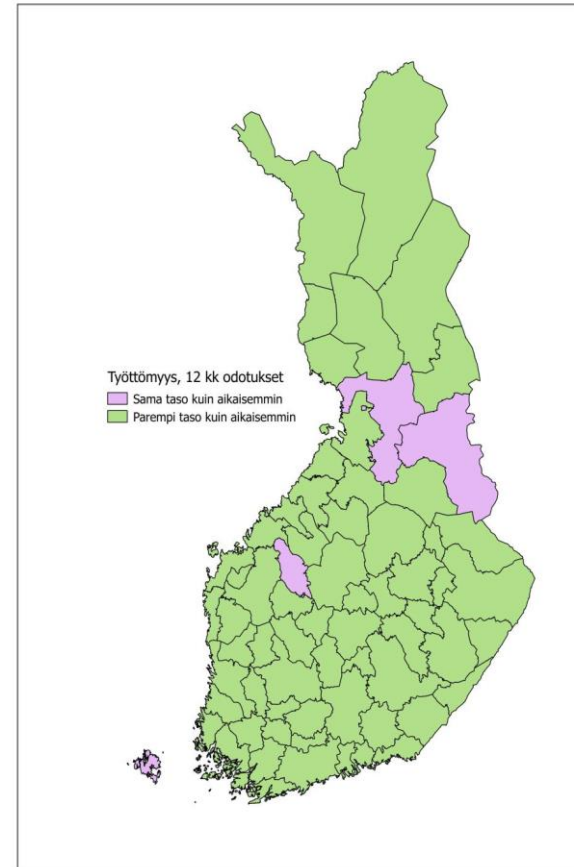 Työttömyys, 12 kk odotukset
Sama taso kuin aikaisemmin
Parempi taso kuin aikaisemmin